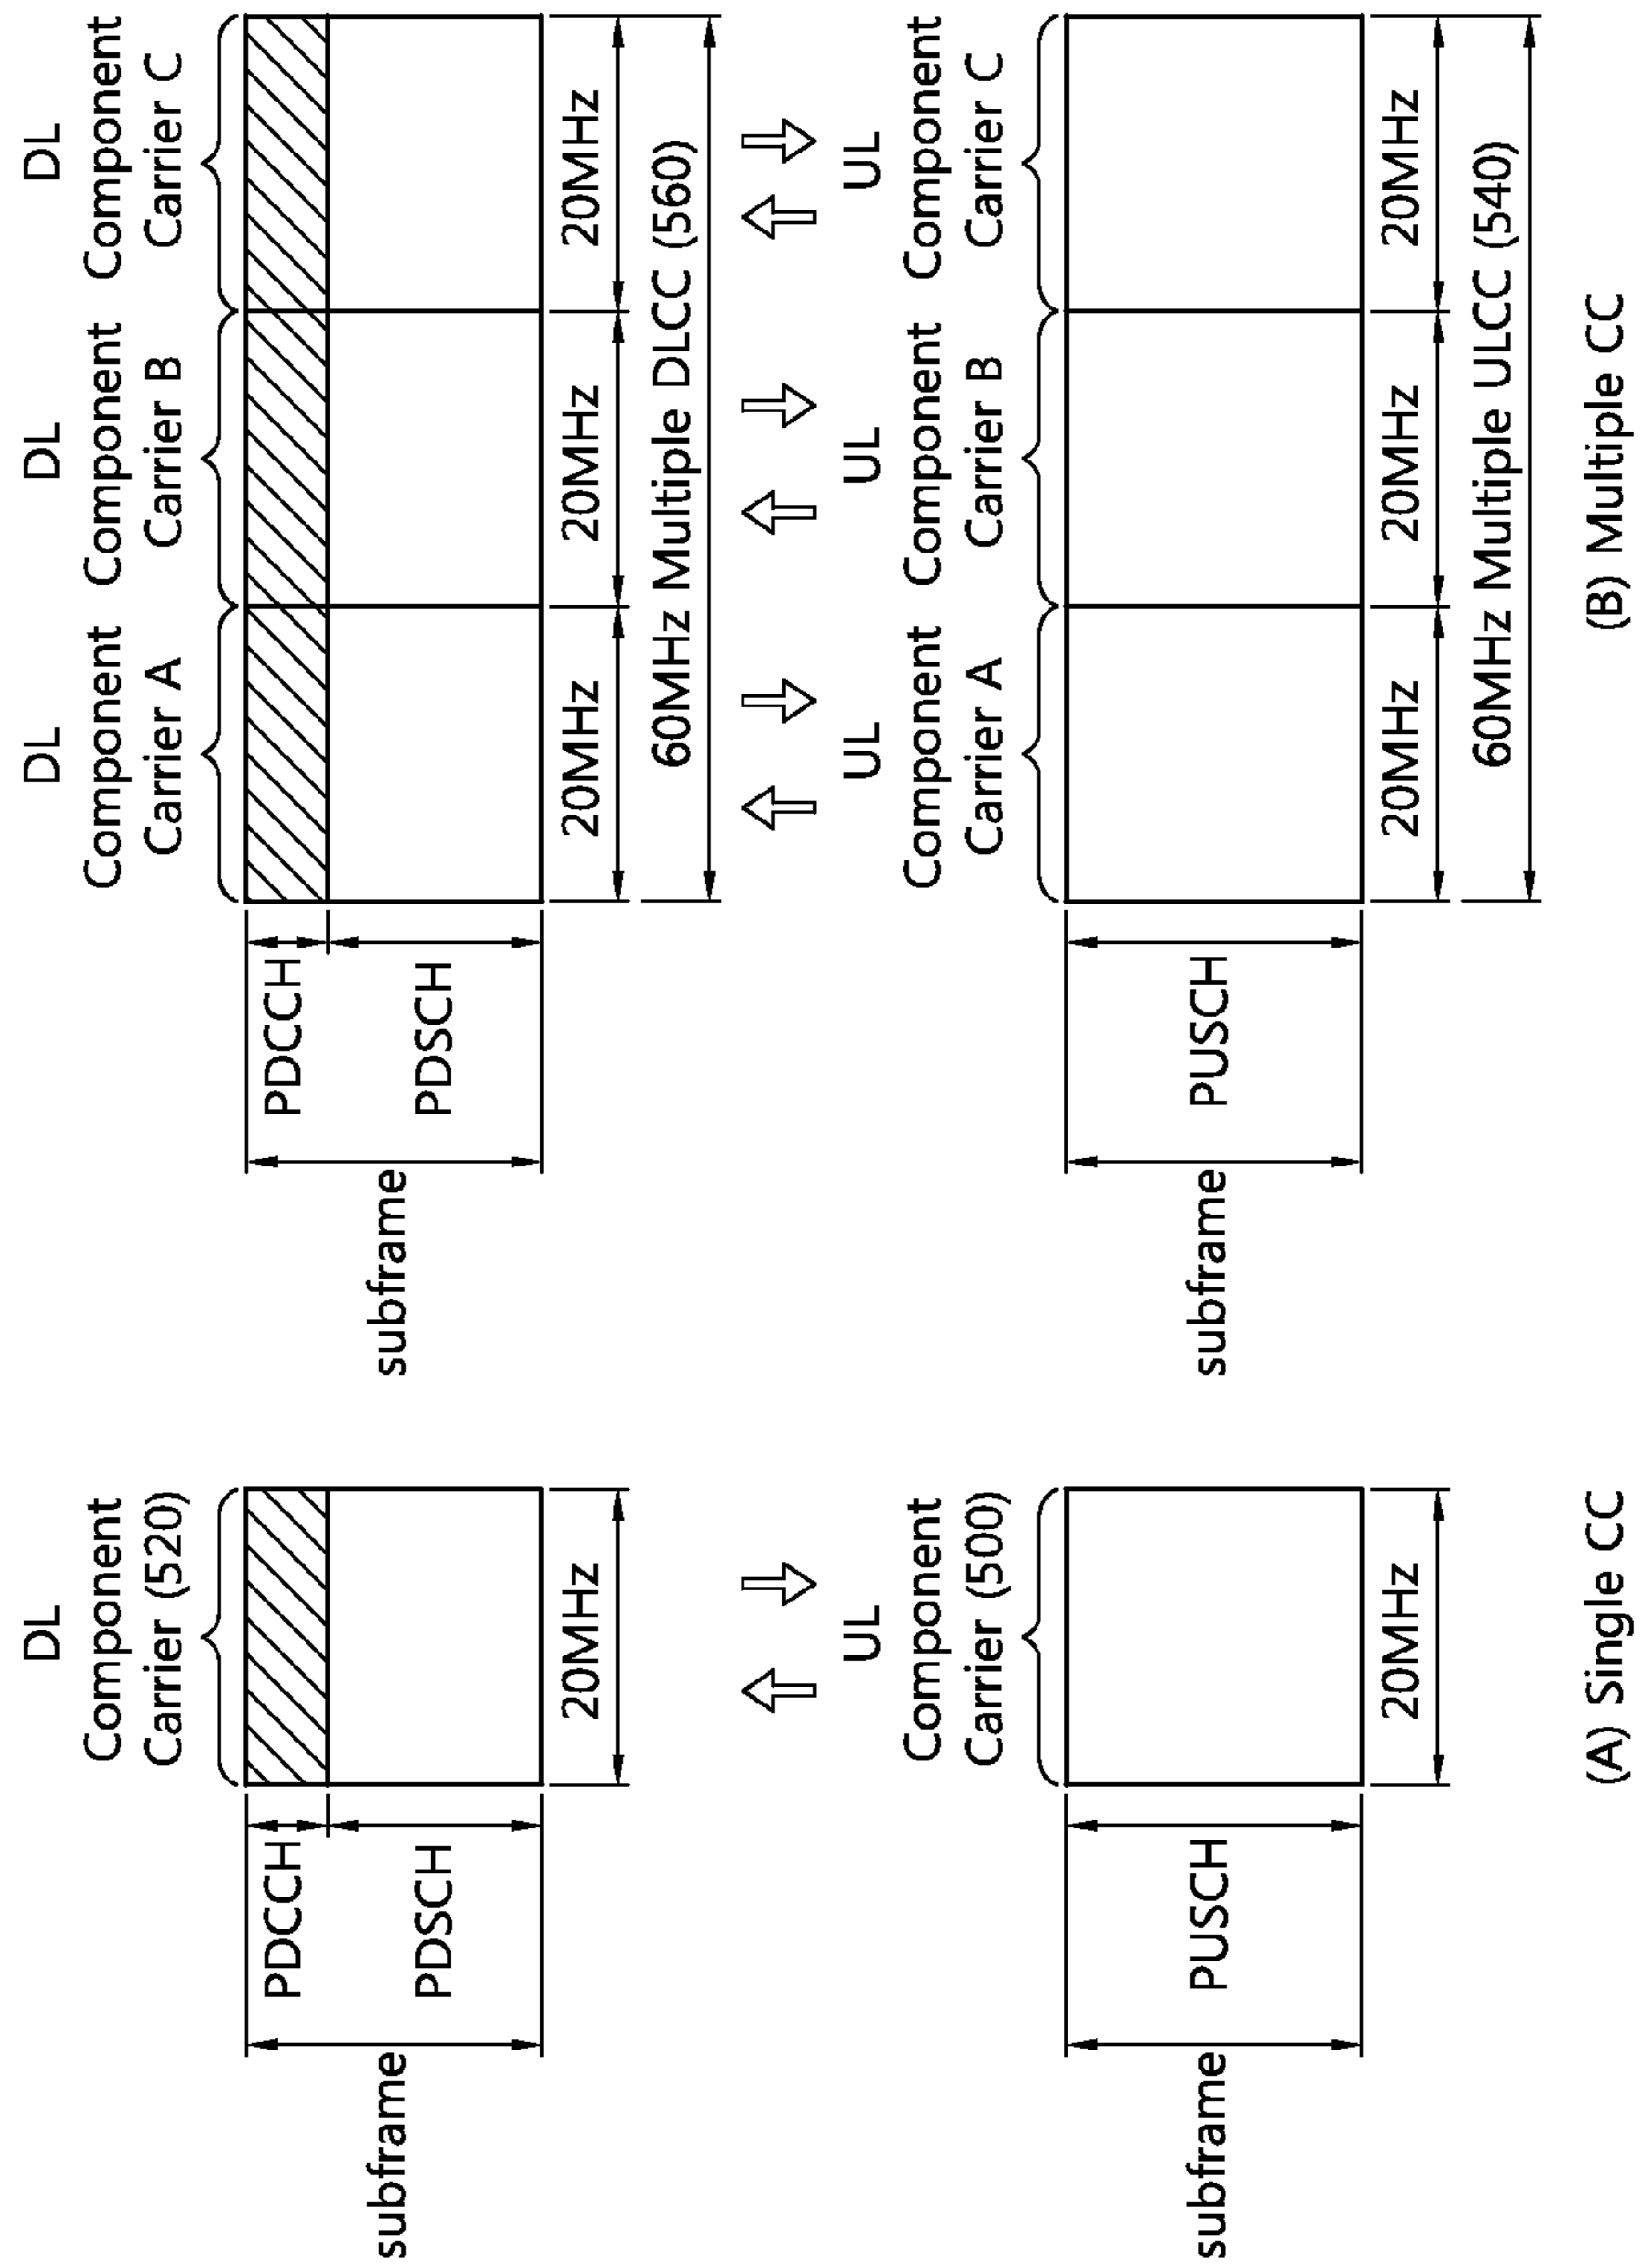 DL
Component
Carrier (520)
PDCCH
PDSCH
subframe
20MHz
UL
Component
Carrier (500)
PUSCH
subframe
20MHz
(A) Single CC
DL
Component
Carrier A
DL
Component
Carrier B
DL
Component
Carrier C
PDCCH
PDSCH
subframe
20MHz
20MHz
20MHz
60MHz Multiple DLCC (560)
UL
Component
Carrier A
UL
Component
Carrier B
UL
Component
Carrier C
PUSCH
subframe
20MHz
20MHz
20MHz
60MHz Multiple ULCC (540)
(B) Multiple CC